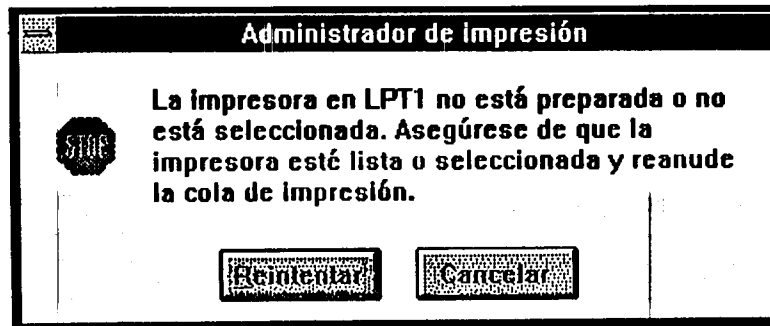 Administrador de impresión
La impresora en LPT1 no está preparada o no
está seleccionada. Asegúrese de que la
impresora esté lista o seleccionada y reanude
la cola de impresión.
STOP
Reintentar
Cancelar